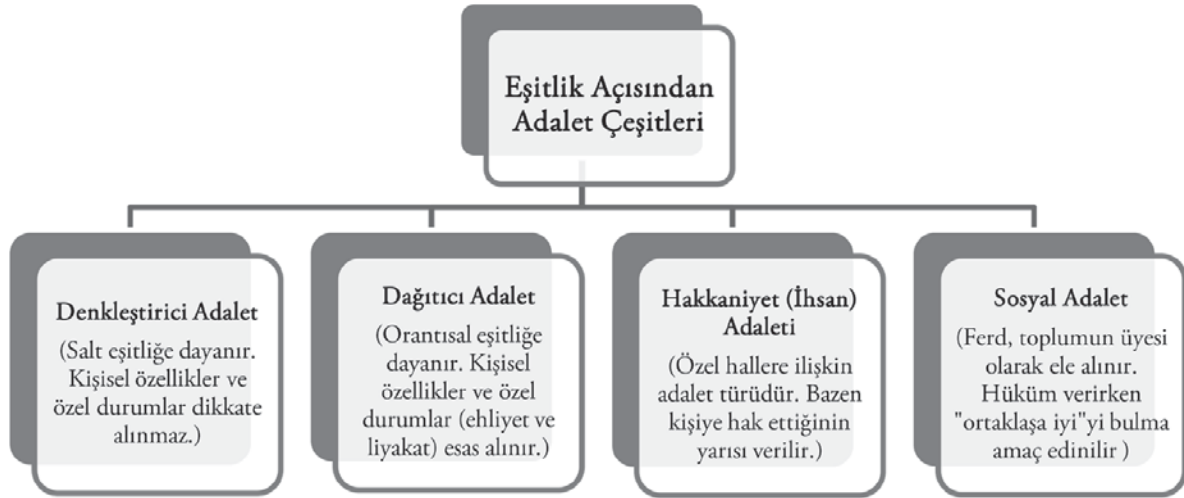 Eşitlik Açısından
Adalet Çeşitleri
Denkleştirici Adalet
(Salt eşitliğe dayanır.
Kişisel özellikler ve
özel durumlar dikkate
alınmaz.)
Dağıtıcı Adalet
(Orantısal eşitliğe
dayanır. Kişisel
özellikler ve özel
durumlar (ehliyet ve
liyakat) esas alınır.)
Hakkaniyet (İhsan)
Adaleti
(Özel hallere ilişkin
adalet türüdür. Bazen
kişiye hak ettiğinin
yarısı verilir.)
Sosyal Adalet
(Ferd, toplumun üyesi
olarak ele alınır.
Hüküm verirken
"ortaklaşa iyi"yi bulma
amaç edinilir )